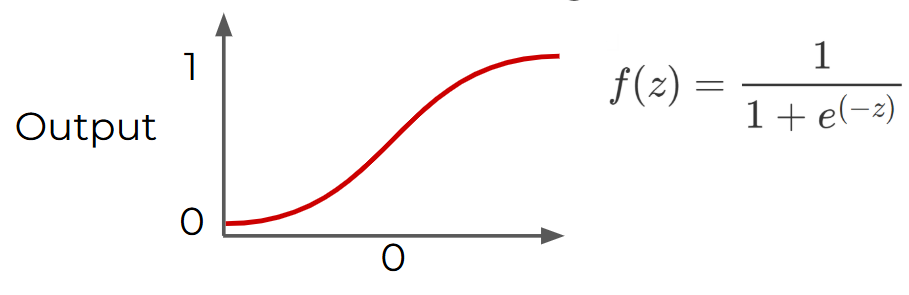 1
Output
0
0
f(z) = 1 / (1 + e^(−z))